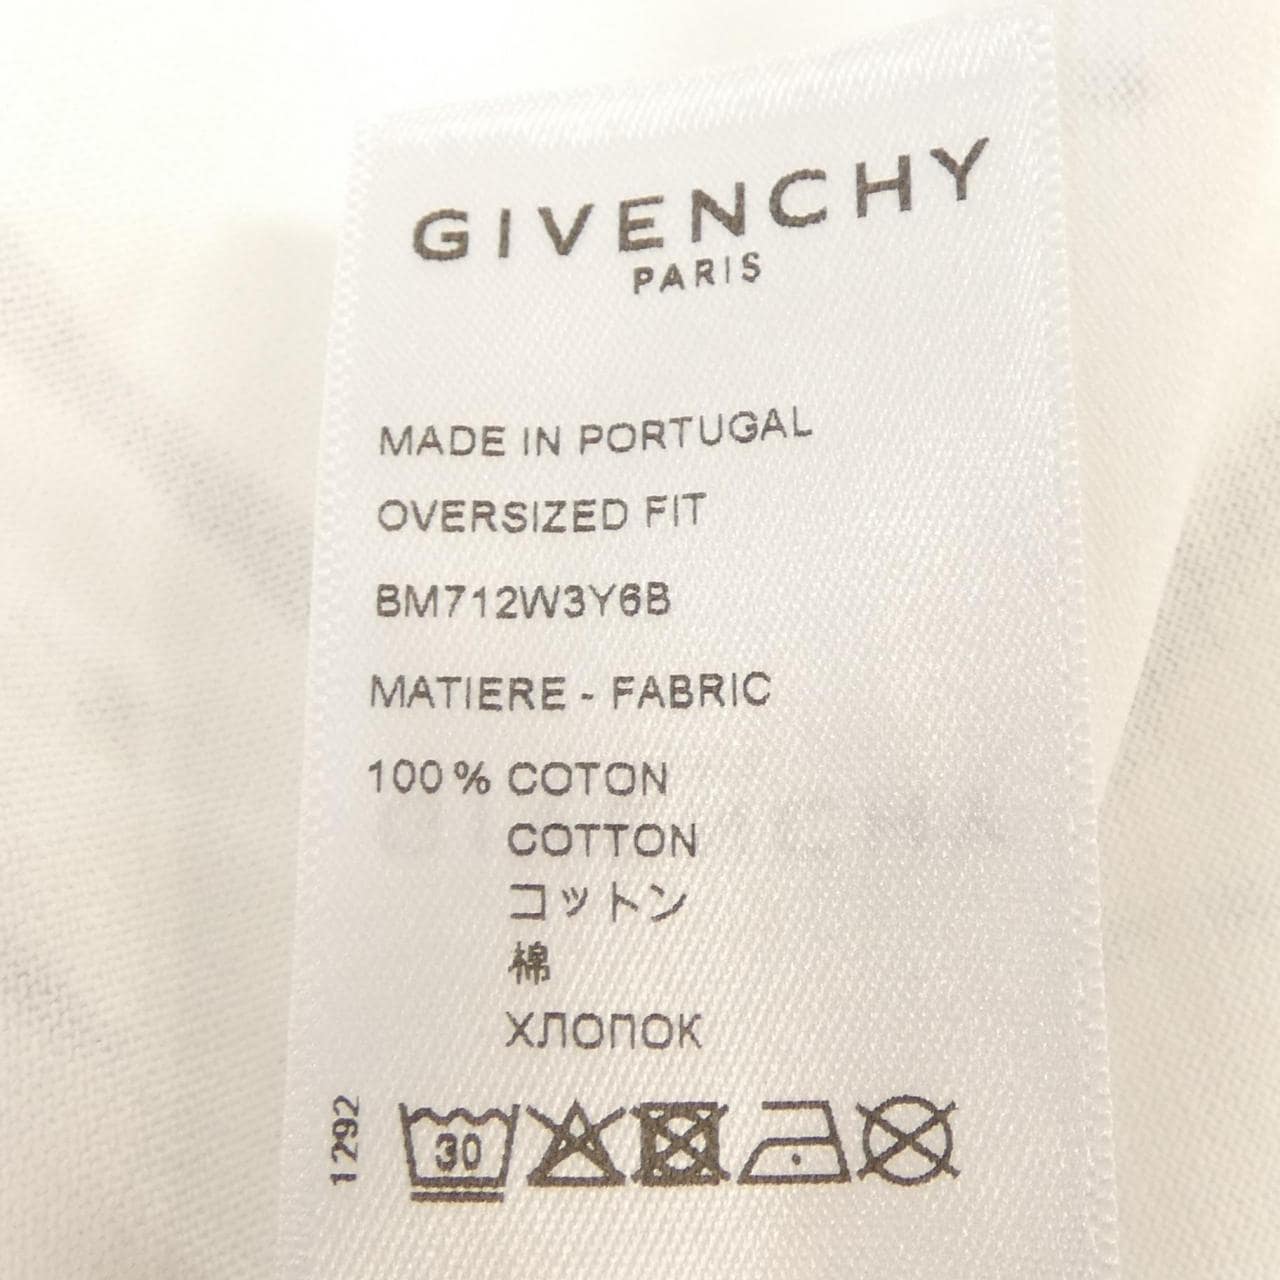 GIVENCHY
PARIS
MADE IN PORTUGAL
OVERSIZED FIT
BM712W3Y6B
MATIERE - FABRIC
100% COTON
COTTON
コットン
棉
ХЛОПОК
1292
30